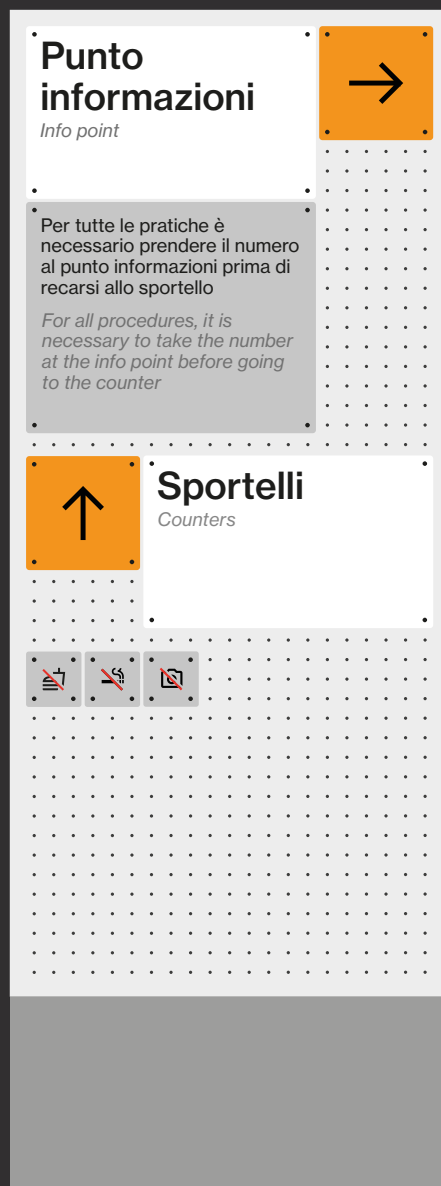 Punto
informazioni
Info point
Per tutte le pratiche è
necessario prendere il numero
al punto informazioni prima di
recarsi allo sportello
For all procedures, it is
necessary to take the number
at the info point before going
to the counter
Sportelli
Counters